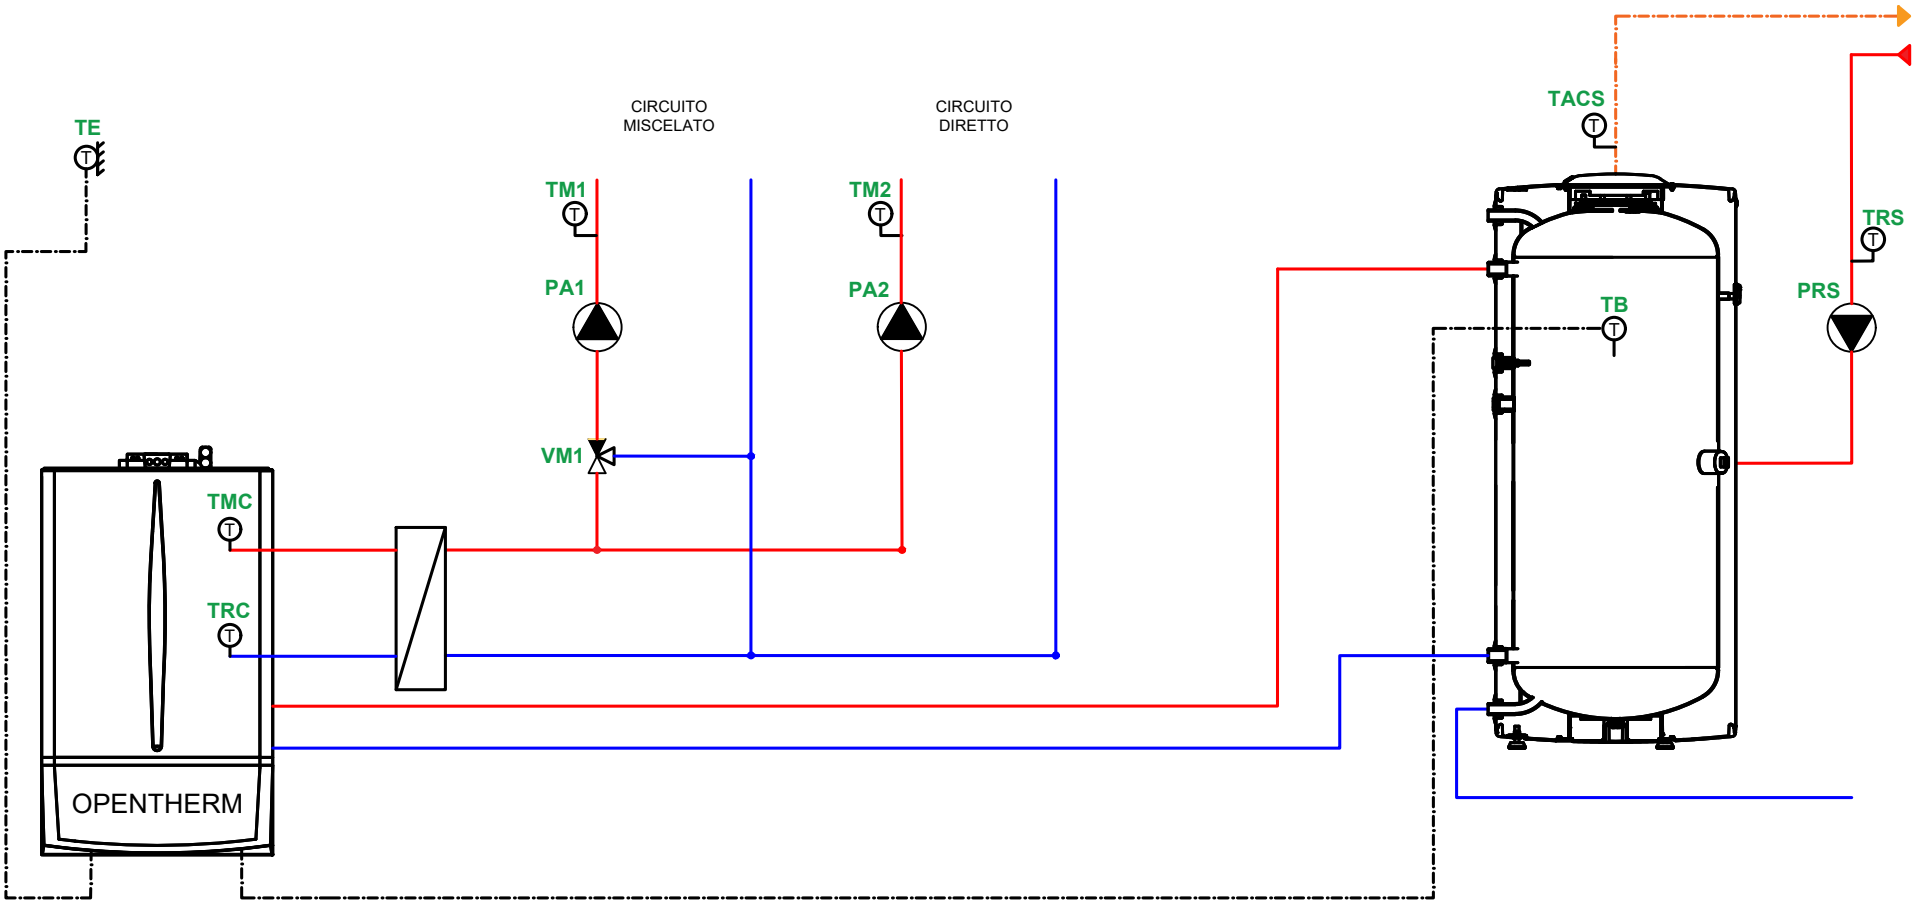 TACS
CIRCUITO
MISCELATO
CIRCUITO
DIRETTO
TE
T
T
TM1
T
TM2
T
TRS
T
PA1
PA2
PRS
TB
T
VM1
TMC
T
TRC
T
OPENTHERM